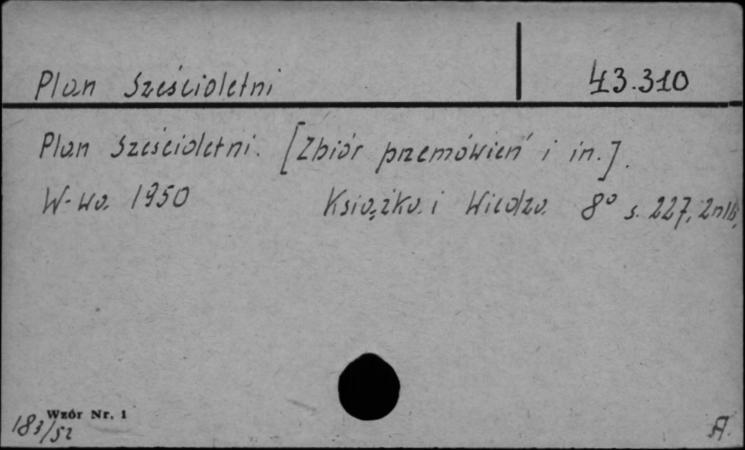 Plan Sześcioletni 43.310
Plan Sześcioletni. [Zbiór przemówień i in.].
W-wa 1950 Książka i Wiedza 8° s. 227, 2nlb,
Wzór Nr. 1
183/52 A.